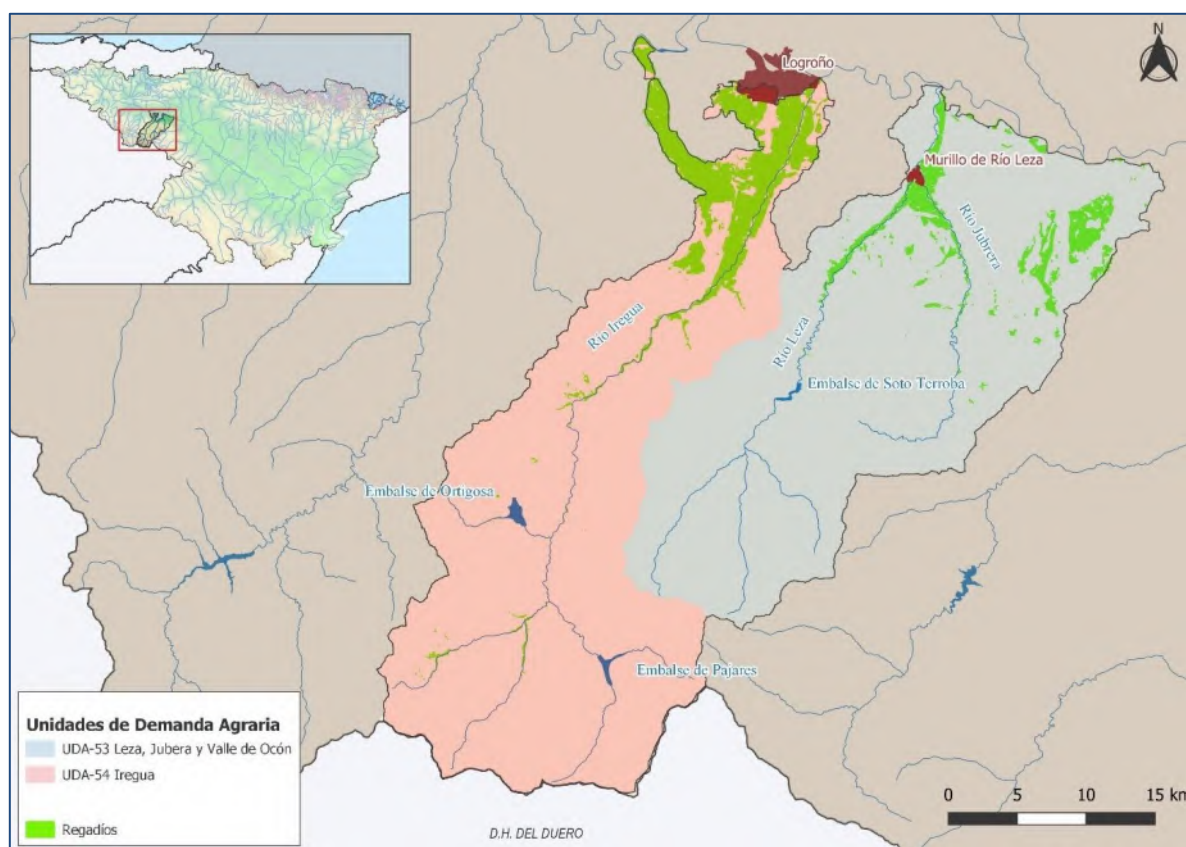 N
Logroño
Murillo de Río Leza
Río Jubrera
Río Iregua
Río Leza
Embalse de Soto Terroba
Embalse de Ortigosa
Embalse de Pajares
Unidades de Demanda Agraria
UDA-53 Leza, Jubera y Valle de Ocón
UDA-54 Iregua
Regadíos
0 5 10 15 km
D.H. DEL DUERO